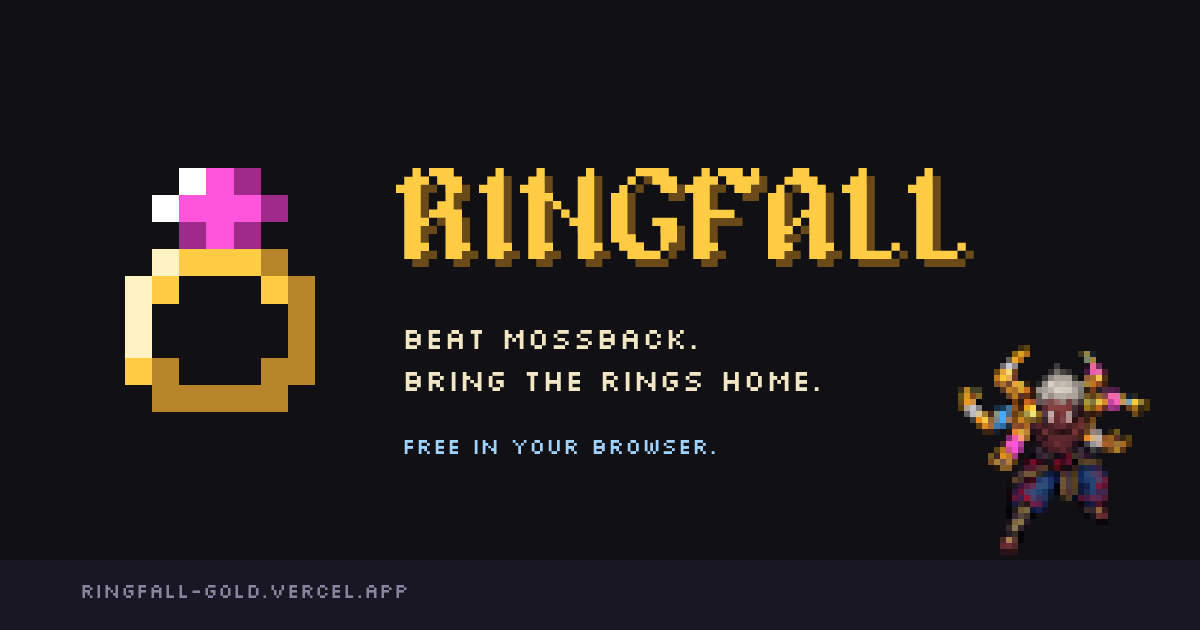 RINGFALL
BEAT MOSSBACK.
BRING THE RINGS HOME.
FREE IN YOUR BROWSER.
RINGFALL-GOLD.VERCEL.APP